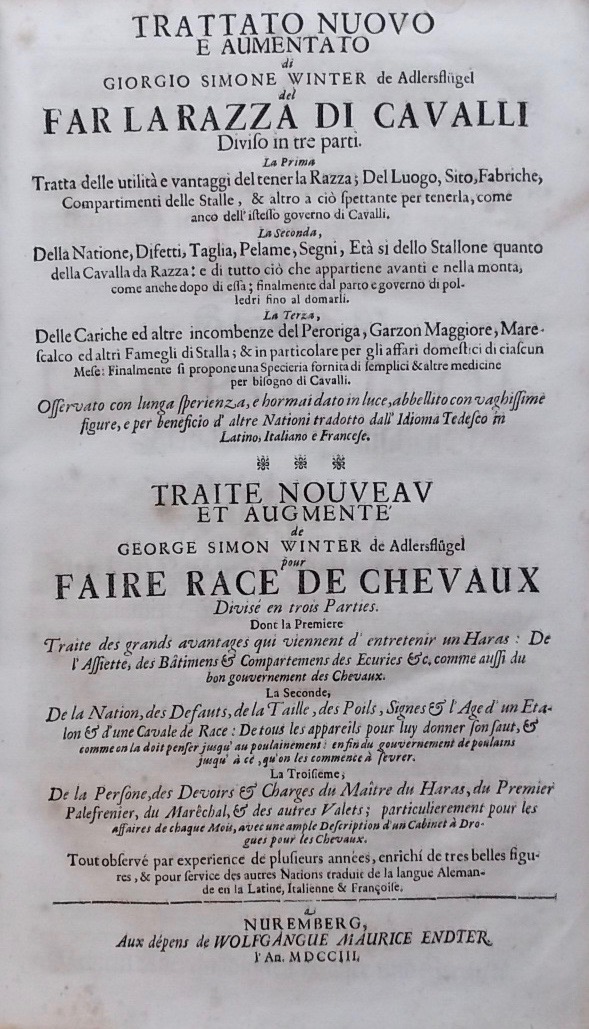 TRATTATO NUOVO
E AUMENTATO
di
GIORGIO SIMONE WINTER de Adlersflügel
del
FAR LA RAZZA DI CAVALLI
Diviſo in tre parti.
La Prima
Tratta delle utilità e vantaggi del tener la Razza; Del Luogo, Sito, Fabriche,
Compartimenti delle Stalle, & altro a ciò ſpettante per tenerla, come
anco dell' iſteſſo governo di Cavalli.
La Seconda,
Della Natione, Difetti, Taglia, Pelame, Segni, Età si dello Stallone quanto
della Cavalla da Razza: e di tutto ciò che appartiene avanti e nella monta,
come anche dopo di eſſa; finalmente dal parto e governo di pol-
ledri fino al domarli.
La Terza,
Delle Cariche ed altre incombenze del Peroriga, Garzon Maggiore, Mare-
ſcalco ed altri Famegli di Stalla; & in particolare per gli affari domeſtici di ciaſcun
Meſe: Finalmente ſi propone una Specieria fornita di ſemplici & altre medicine
per biſogno di Cavalli.
Oſſervato con lunga ſperienza, e hormai dato in luce, abbellito con vaghiſſime
figure, e per beneficio d' altre Nationi tradotto dall' Idioma Tedeſco in
Latino, Italiano e Franceſe.
TRAITE NOUVEAV
ET AUGMENTE'
de
GEORGE SIMON WINTER de Adlersflügel
pour
FAIRE RACE DE CHEVAUX
Divisé en trois Parties.
Dont la Premiere
Traite des grands avantages qui viennent d' entretenir un Haras: De
l' Aſſiette, des Bâtimens & Compartemens des Ecuries &c. comme auſſi du
bon gouvernement des Chevaux.
La Seconde,
De la Nation, des Defauts, de la Taille, des Poils, Signes & l' Age d' un Eta-
lon & d'une Cavale de Race: De tous les appareils pour luy donner ſon ſaut, &
comme on la doit penſer jusqu' au poulainement: enfin du gouvernement de poulains
jusqu' à cé, qu'on les commence à ſevrer.
La Troiſieme,
De la Perſone, des Devoirs & Charges du Maître du Haras, du Premier
Palefrenier, du Marêchal, & des autres Valets; particulierement pour les
affaires de chaque Mois, avec une ample Deſcription d'un Cabinet à Dro-
gues pour les Chevaux.
Tout obſervé par experience de pluſieurs années, enrichi de tres belles figu-
res, & pour ſervice des autres Nations traduit de la langue Aleman-
de en la Latine, Italienne & Françoiſe.
à
NUREMBERG,
Aux dépens de WOLFGANGUE MAURICE ENDTER,
l'An. MDCCIII.